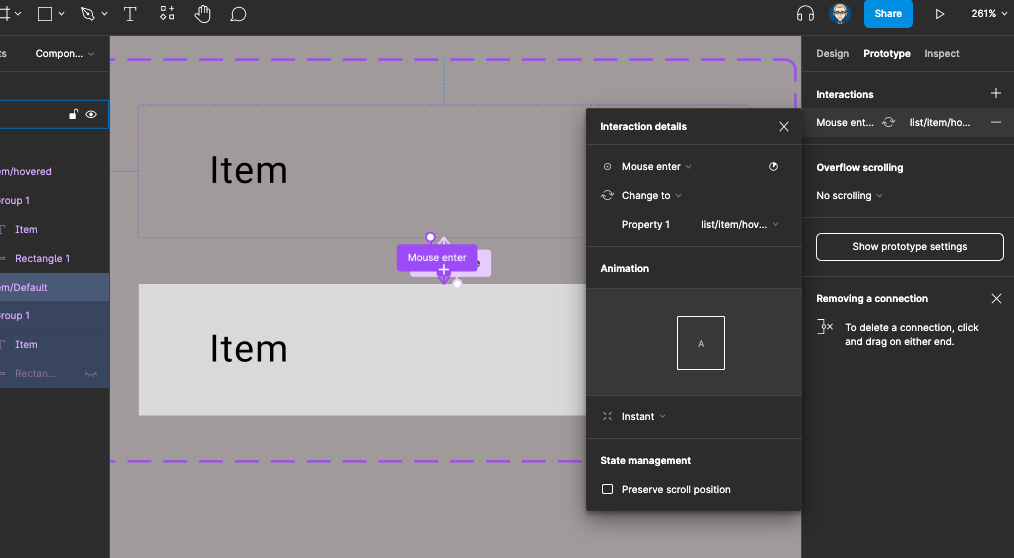 Share
261%
ts
Compon...
Design
Prototype
Inspect
Interactions
Mouse ent...
list/item/ho...
Overflow scrolling
No scrolling
Show prototype settings
Removing a connection
To delete a connection, click
and drag on either end.
em/hovered
roup 1
Item
Rectangle 1
em/Default
roup 1
Item
Rectan...
Item
Mouse enter
Item
Interaction details
Mouse enter
Change to
Property 1
list/item/hov...
Animation
A
Instant
State management
Preserve scroll position